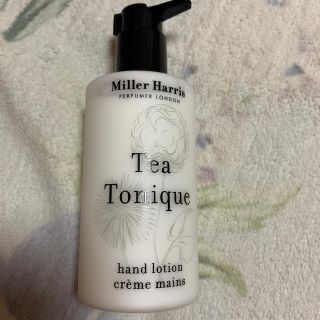 Miller Harris
PERFUMER LONDON
Tea
Tonique
hand lotion
crème mains